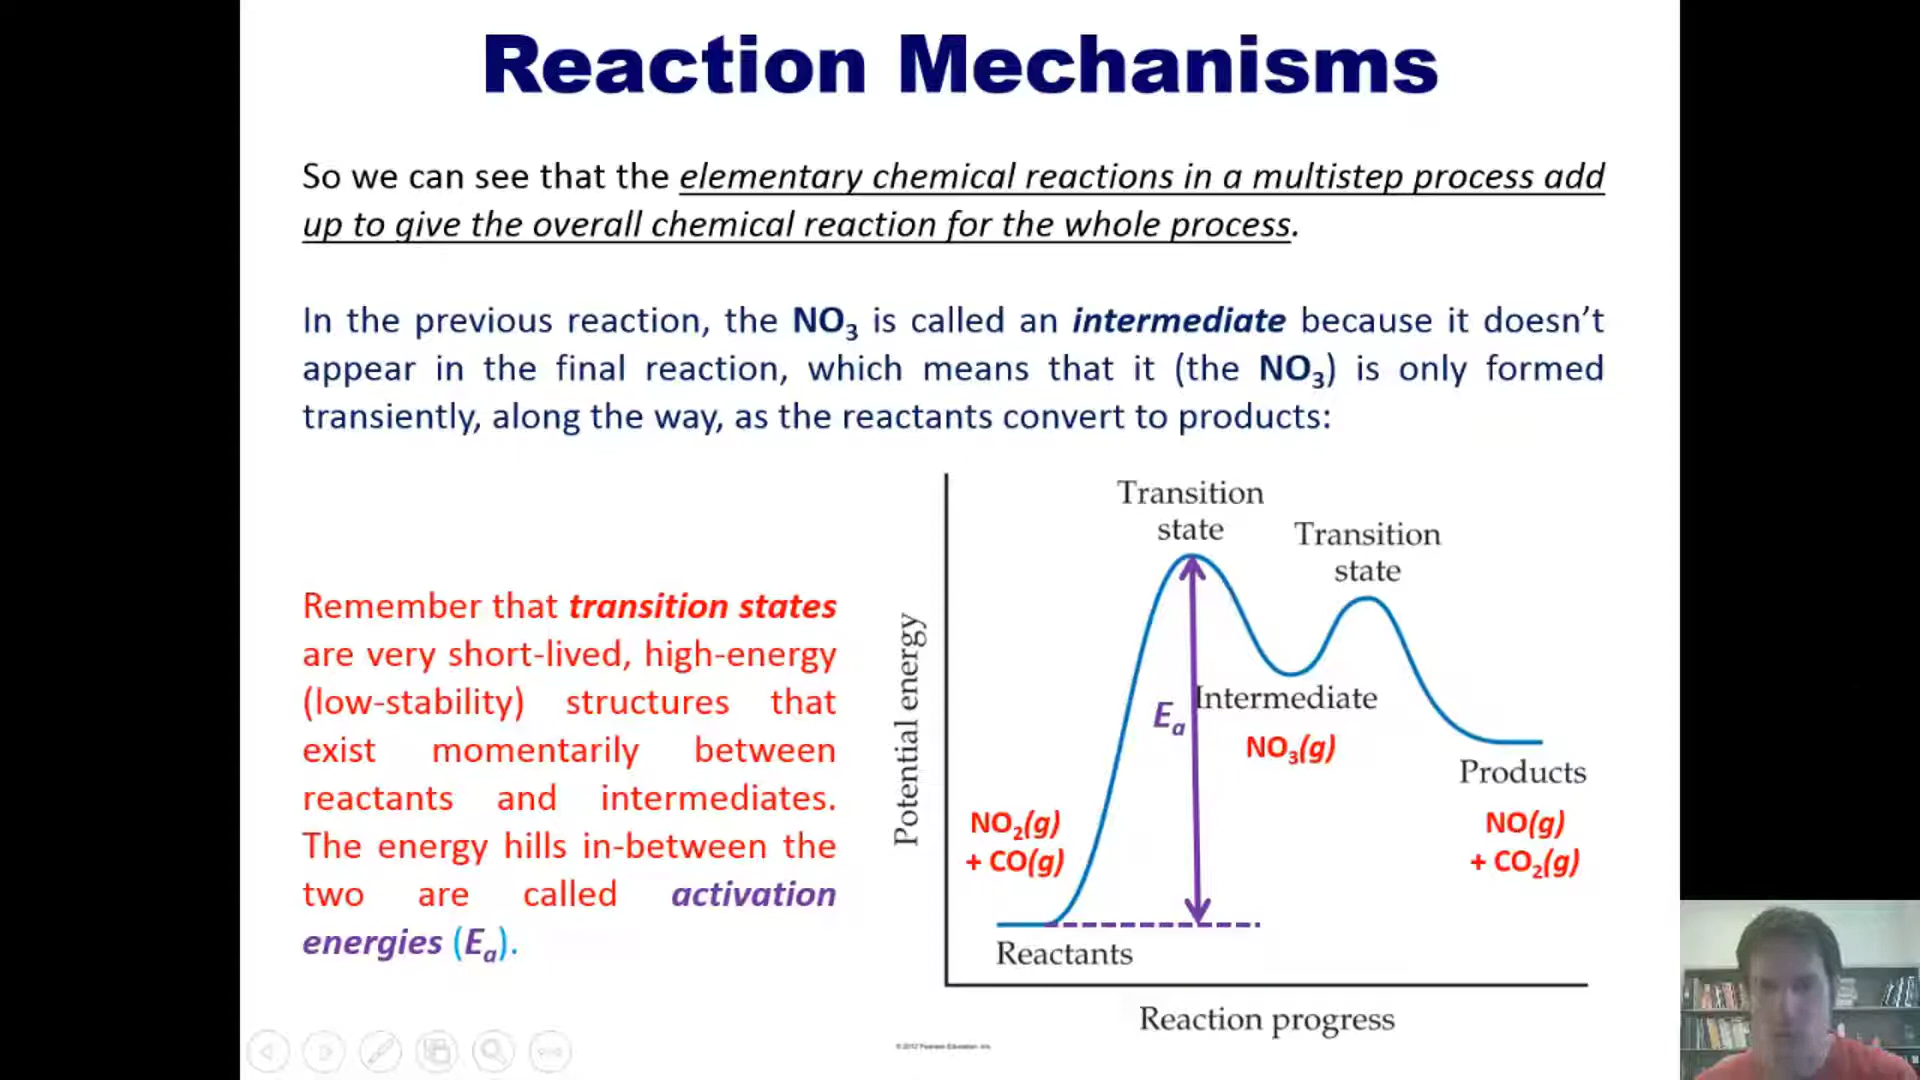 Reaction Mechanisms
So we can see that the elementary chemical reactions in a multistep process add
up to give the overall chemical reaction for the whole process.
In the previous reaction, the NO₃ is called an intermediate because it doesn’t
appear in the final reaction, which means that it (the NO₃) is only formed
transiently, along the way, as the reactants convert to products:
Remember that transition states
are very short-lived, high-energy
(low-stability) structures that
exist momentarily between
reactants and intermediates.
The energy hills in-between the
two are called activation
energies (Eₐ).
Transition
state
Transition
state
Potential energy
Eₐ
Intermediate
NO₃(g)
Products
NO₂(g)
+ CO(g)
NO(g)
+ CO₂(g)
Reactants
Reaction progress
© 2012 Pearson Education, Inc.